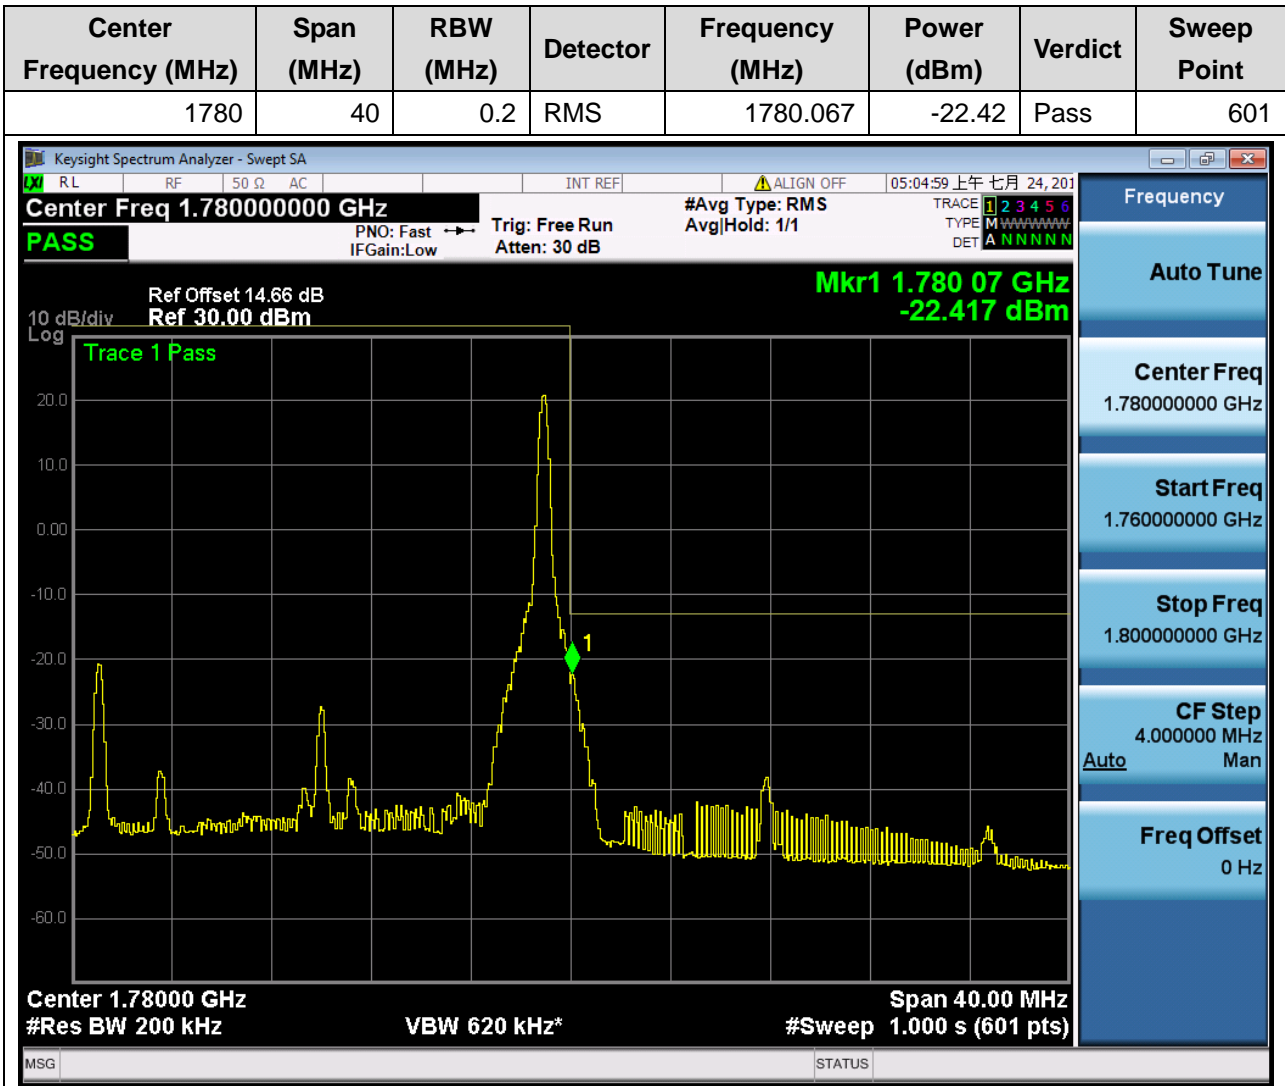 Center Frequency (MHz) Span (MHz) RBW (MHz) Detector Frequency (MHz) Power (dBm) Verdict Sweep Point
1780 40 0.2 RMS 1780.067 -22.42 Pass 601
Keysight Spectrum Analyzer - Swept SA
LXI RL RF 50 Ω AC INT REF ALIGN OFF 05:04:59 上午 七月 24, 201
Center Freq 1.780000000 GHz
PASS
PNO: Fast
IFGain:Low
Trig: Free Run
Atten: 30 dB
#Avg Type: RMS
Avg|Hold: 1/1
TRACE 1 2 3 4 5 6
TYPE M WWWWW
DET A N N N N N
Mkr1 1.780 07 GHz
-22.417 dBm
Ref Offset 14.66 dB
10 dB/div Ref 30.00 dBm
Log
Trace 1 Pass
20.0
10.0
0.00
-10.0
1
-20.0
-30.0
-40.0
-50.0
-60.0
Center 1.78000 GHz Span 40.00 MHz
#Res BW 200 kHz VBW 620 kHz* #Sweep 1.000 s (601 pts)
MSG STATUS
Frequency
Auto Tune
Center Freq
1.780000000 GHz
Start Freq
1.760000000 GHz
Stop Freq
1.800000000 GHz
CF Step
4.000000 MHz
Auto Man
Freq Offset
0 Hz